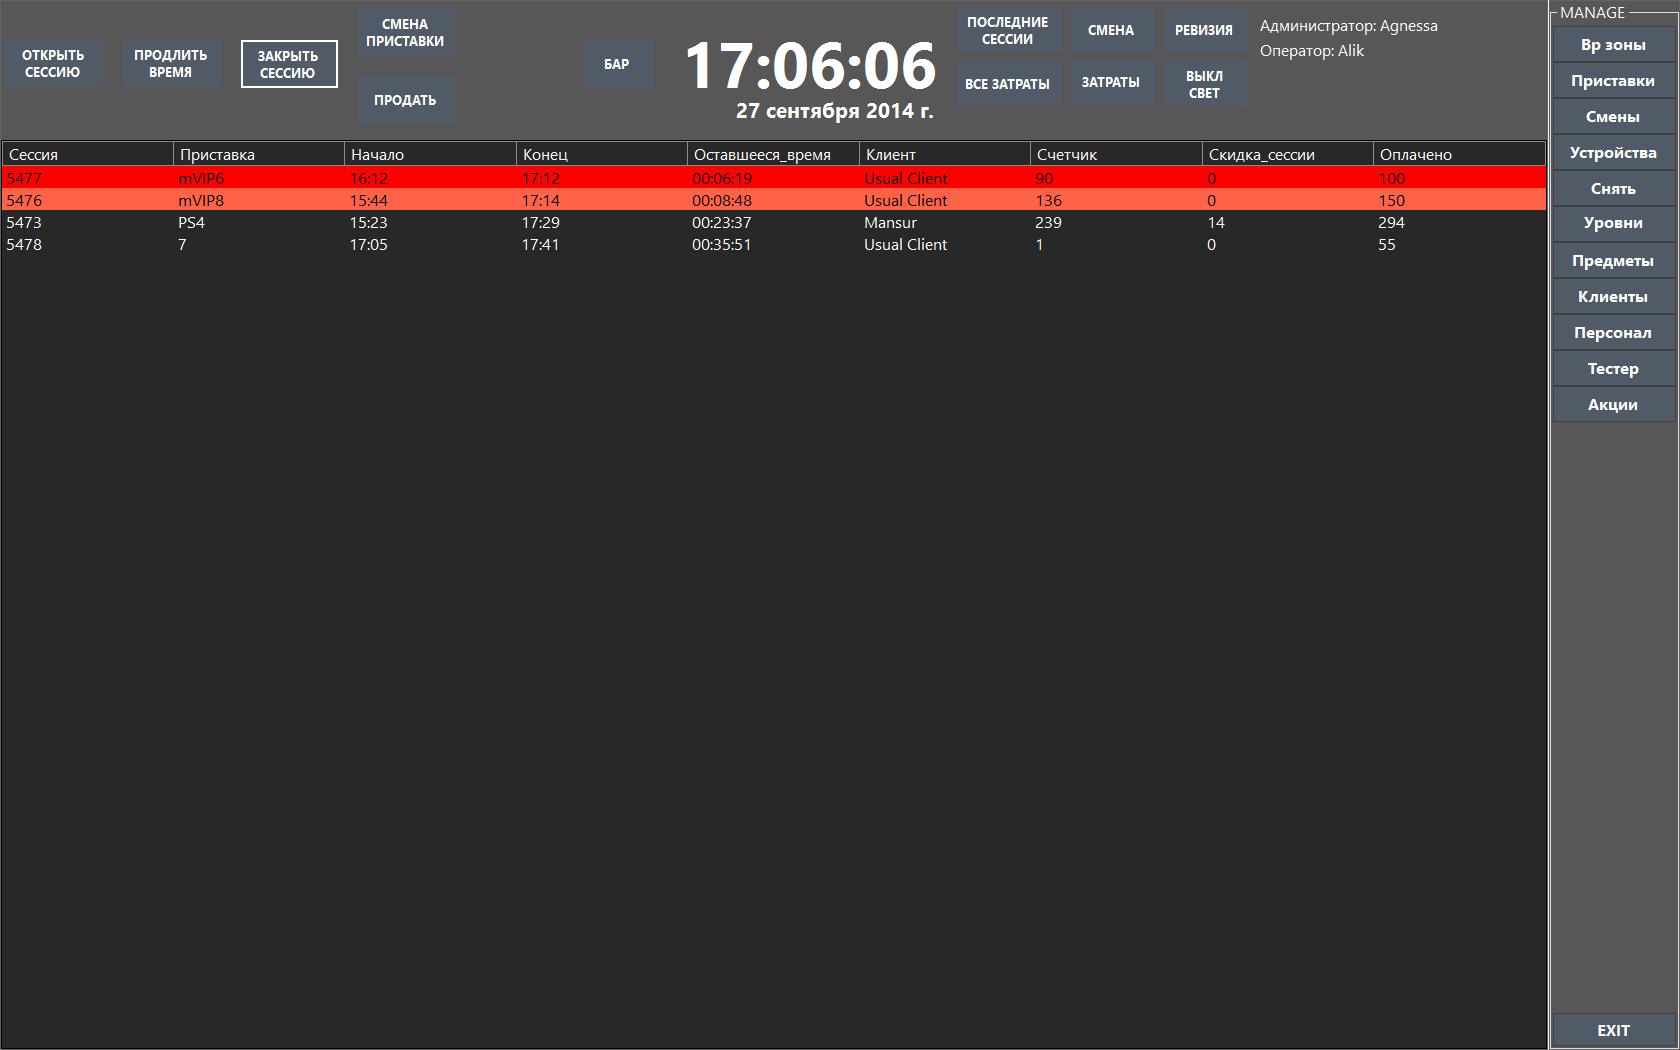 ОТКРЫТЬ
СЕССИЮ
ПРОДЛИТЬ
ВРЕМЯ
ЗАКРЫТЬ
СЕССИЮ
СМЕНА
ПРИСТАВКИ
ПРОДАТЬ
БАР
17:06:06
27 сентября 2014 г.
ПОСЛЕДНИЕ
СЕССИИ
СМЕНА
РЕВИЗИЯ
ВСЕ ЗАТРАТЫ
ЗАТРАТЫ
ВЫКЛ
СВЕТ
Администратор: Agnessa
Оператор: Alik
Сессия Приставка Начало Конец Оставшееся_время Клиент Счетчик Скидка_сессии Оплачено
5477 mVIP6 16:12 17:12 00:06:19 Usual Client 90 0 100
5476 mVIP8 15:44 17:14 00:08:48 Usual Client 136 0 150
5473 PS4 15:23 17:29 00:23:37 Mansur 239 14 294
5478 7 17:05 17:41 00:35:51 Usual Client 1 0 55
MANAGE
Вр зоны
Приставки
Смены
Устройства
Снять
Уровни
Предметы
Клиенты
Персонал
Тестер
Акции
EXIT